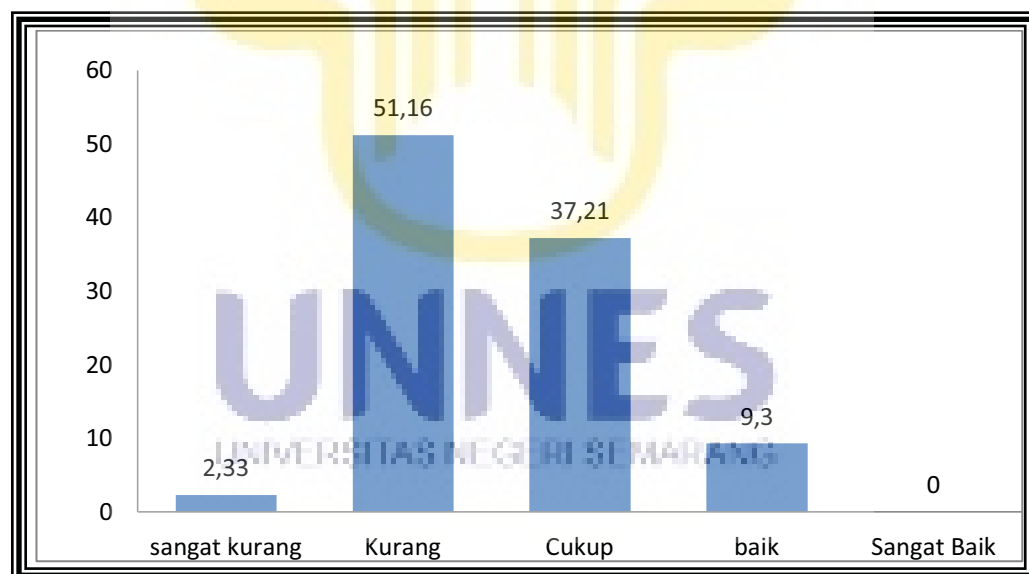 60
50
40
30
20
10
0
2,33
51,16
37,21
9,3
0
sangat kurang
Kurang
Cukup
baik
Sangat Baik
UNNES
UNIVERSITAS NEGERI SEMARANG